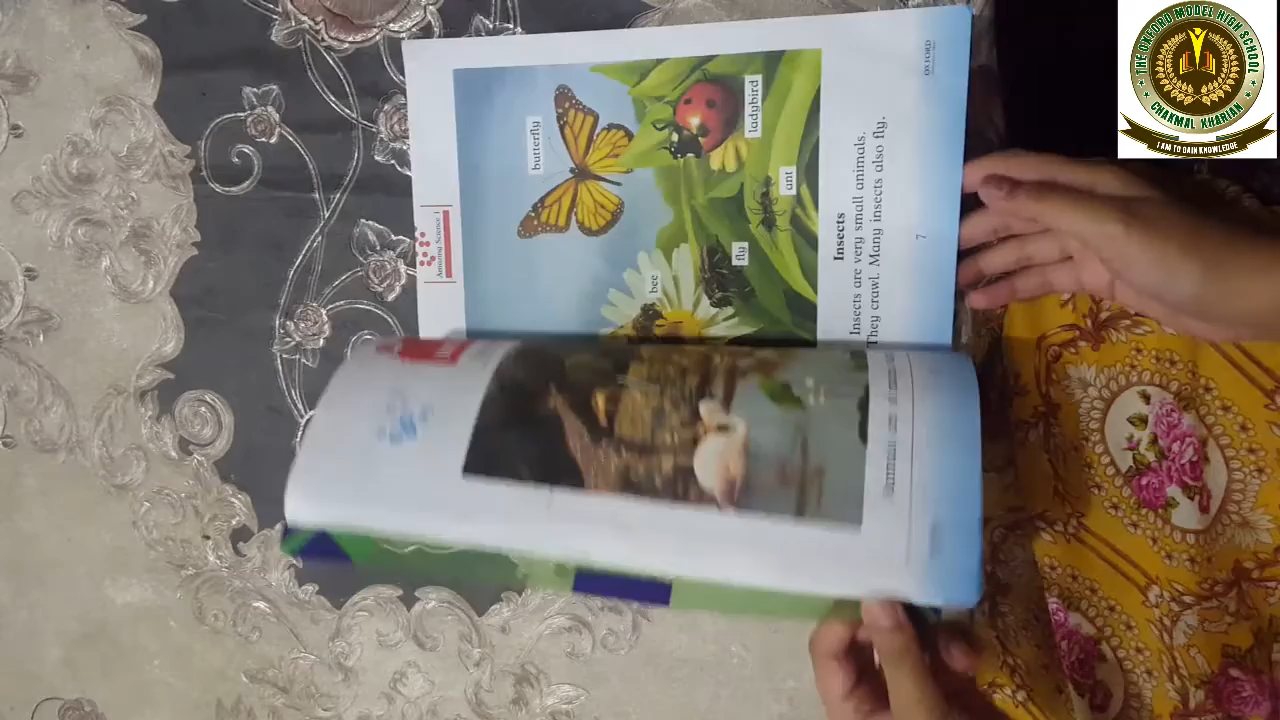 Amazing Science 1
butterfly
ladybird
ant
fly
bee
Insects
Insects are very small animals.
They crawl. Many insects also fly.
7
OXFORD
THE OXFORD MODEL HIGH SCHOOL
CHAKMAL KHARIAN
I AM TO GAIN KNOWLEDGE